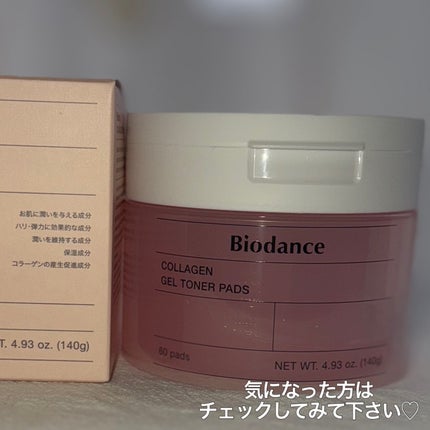 お肌に潤いを与える成分
ハリ・弾力に効果的な成分
潤いを維持する成分
保湿成分
コラーゲンの産生促進成分
T. 4.93 oz. (140g)
Biodance
COLLAGEN
GEL TONER PADS
60 pads
NET WT. 4.93 oz. (140g)
気になった方は
チェックしてみて下さい♡